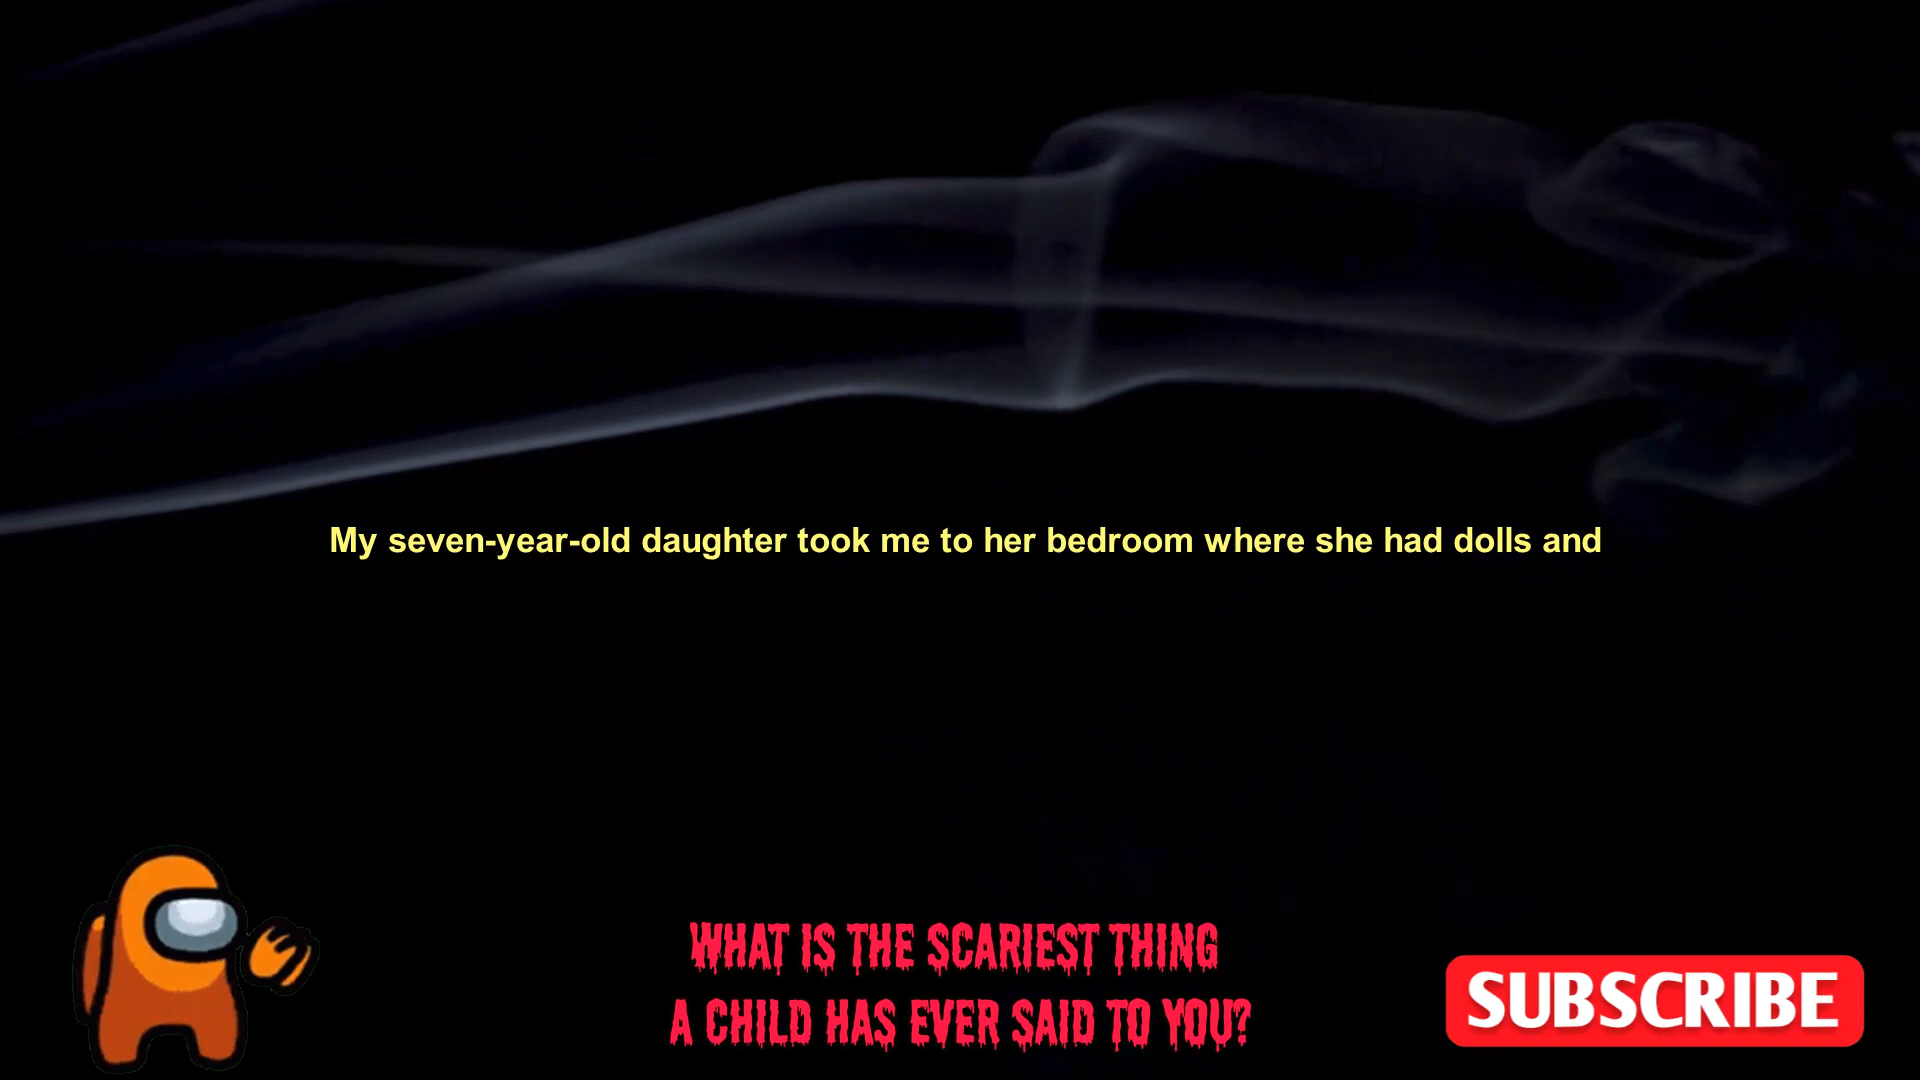 My seven-year-old daughter took me to her bedroom where she had dolls and
WHAT IS THE SCARIEST THING
A CHILD HAS EVER SAID TO YOU?
SUBSCRIBE